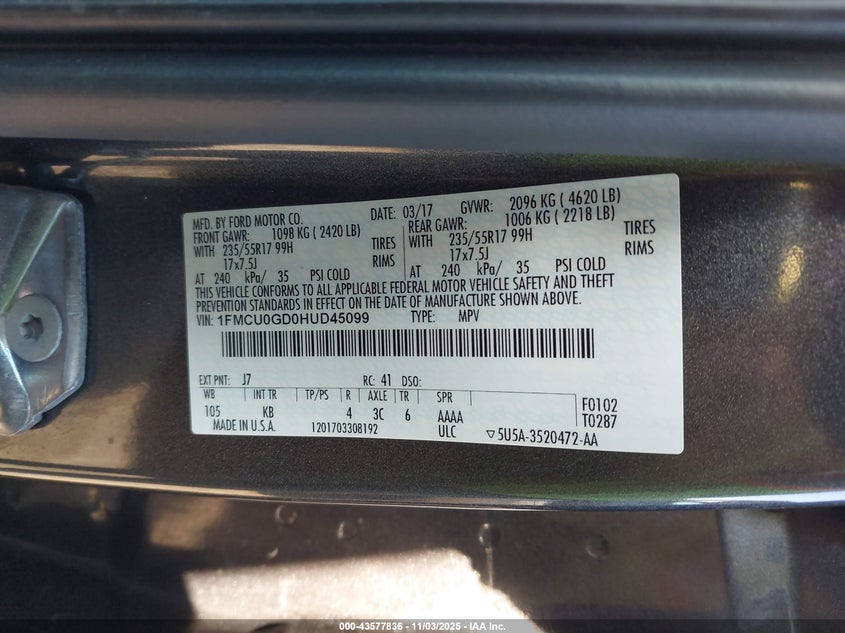 MFD. BY FORD MOTOR CO. DATE: 03/17 GVWR: 2096 KG ( 4620 LB)
FRONT GAWR: 1098 KG ( 2420 LB) REAR GAWR: 1006 KG ( 2218 LB)
WITH 235/55R17 99H TIRES WITH 235/55R17 99H TIRES
17x7.5J RIMS 17x7.5J RIMS
AT 240 kPa/ 35 PSI COLD AT 240 kPa/ 35 PSI COLD
THIS VEHICLE CONFORMS TO ALL APPLICABLE FEDERAL MOTOR VEHICLE SAFETY AND THEFT
PREVENTION STANDARDS IN EFFECT ON THE DATE OF MANUFACTURE SHOWN ABOVE.
VIN: 1FMCU0GD0HUD45099 TYPE: MPV
EXT PNT: J7 RC: 41 DSO:
WB INT TR TP/PS R AXLE TR SPR
105 KB 4 3C 6 AAAA F0102
ULC T0287
MADE IN U.S.A. 1201703308192 ▽5U5A-3520472-AA
000-43577836 - 11/03/2025 - IAA Inc.